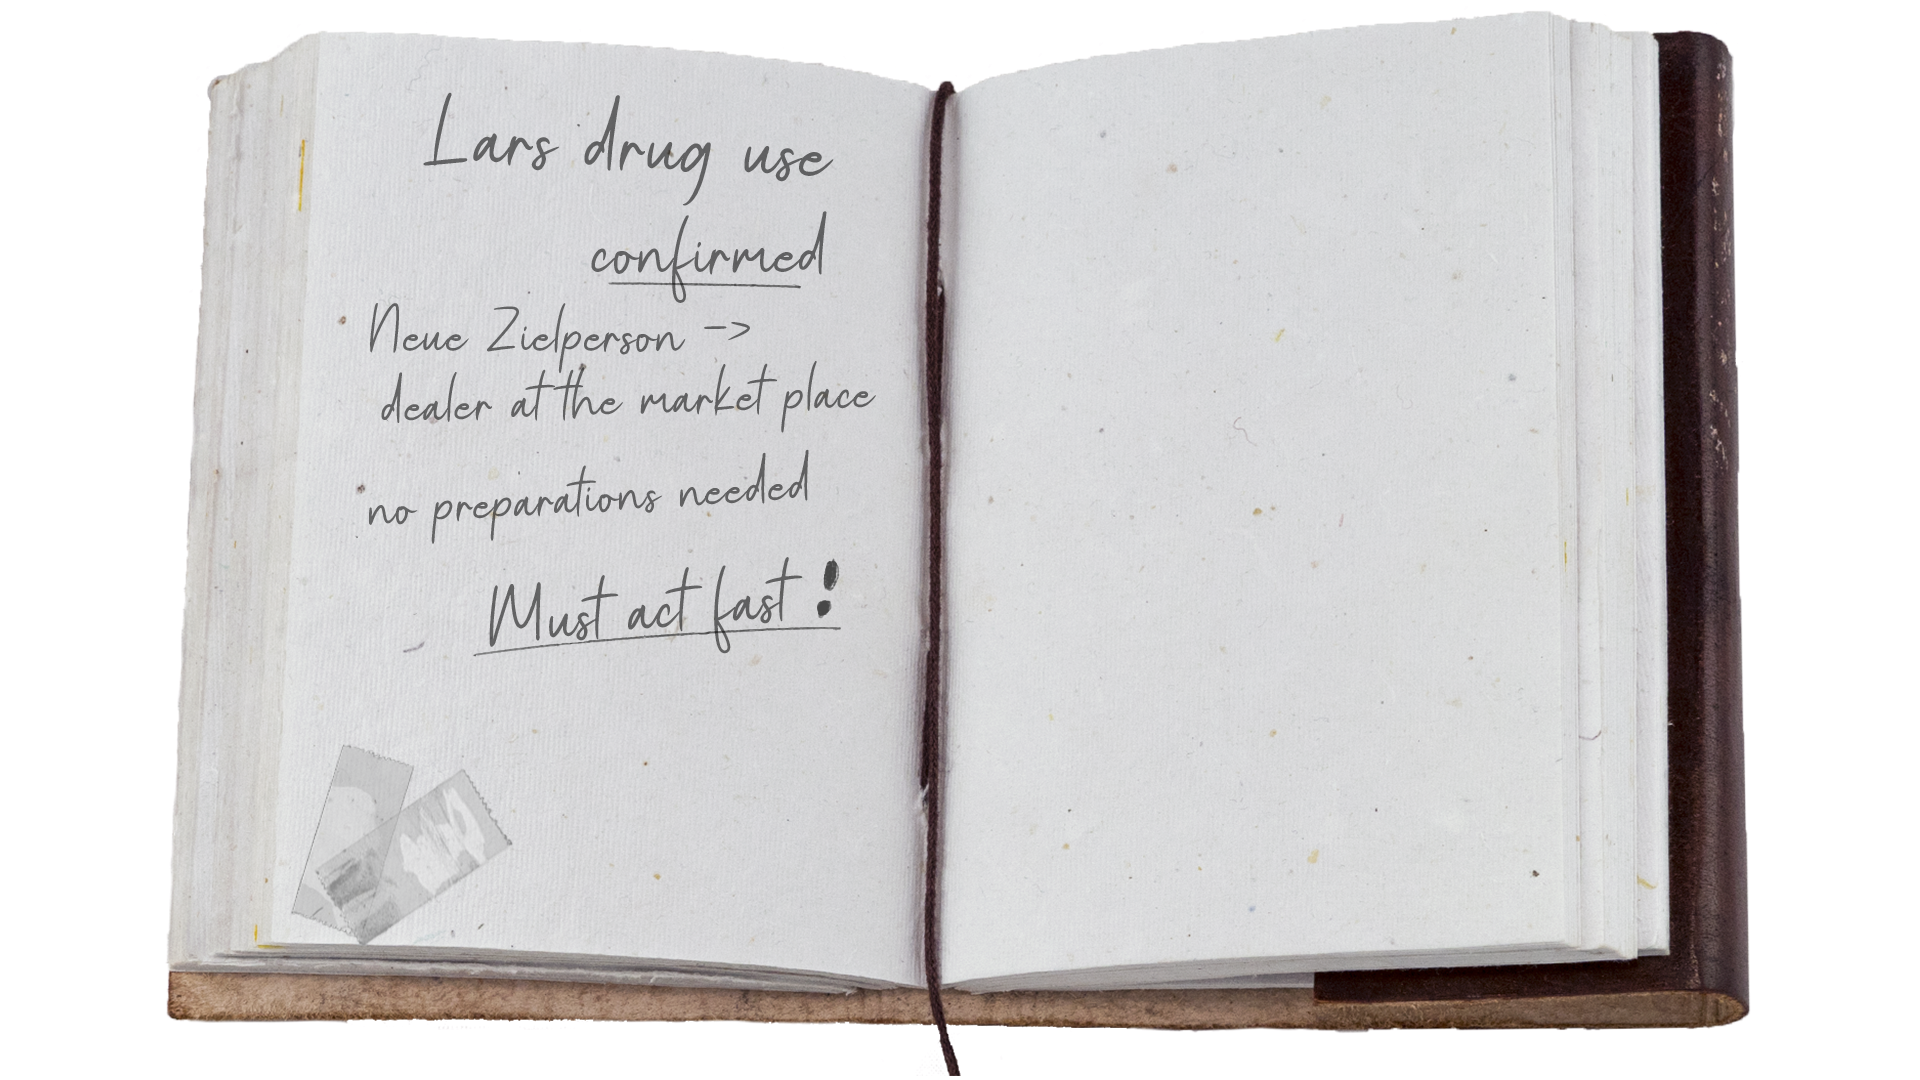 Lars drug use
confirmed
Neue Zielperson ->
dealer at the market place
no preparations needed
Must act fast !